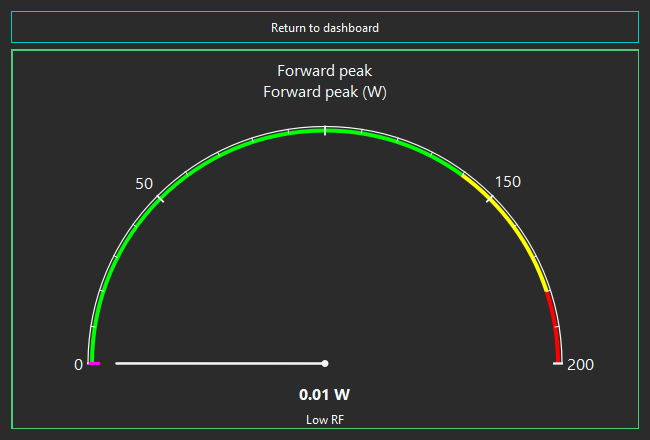 Return to dashboard
Forward peak
Forward peak (W)
50
150
0
200
0.01 W
Low RF